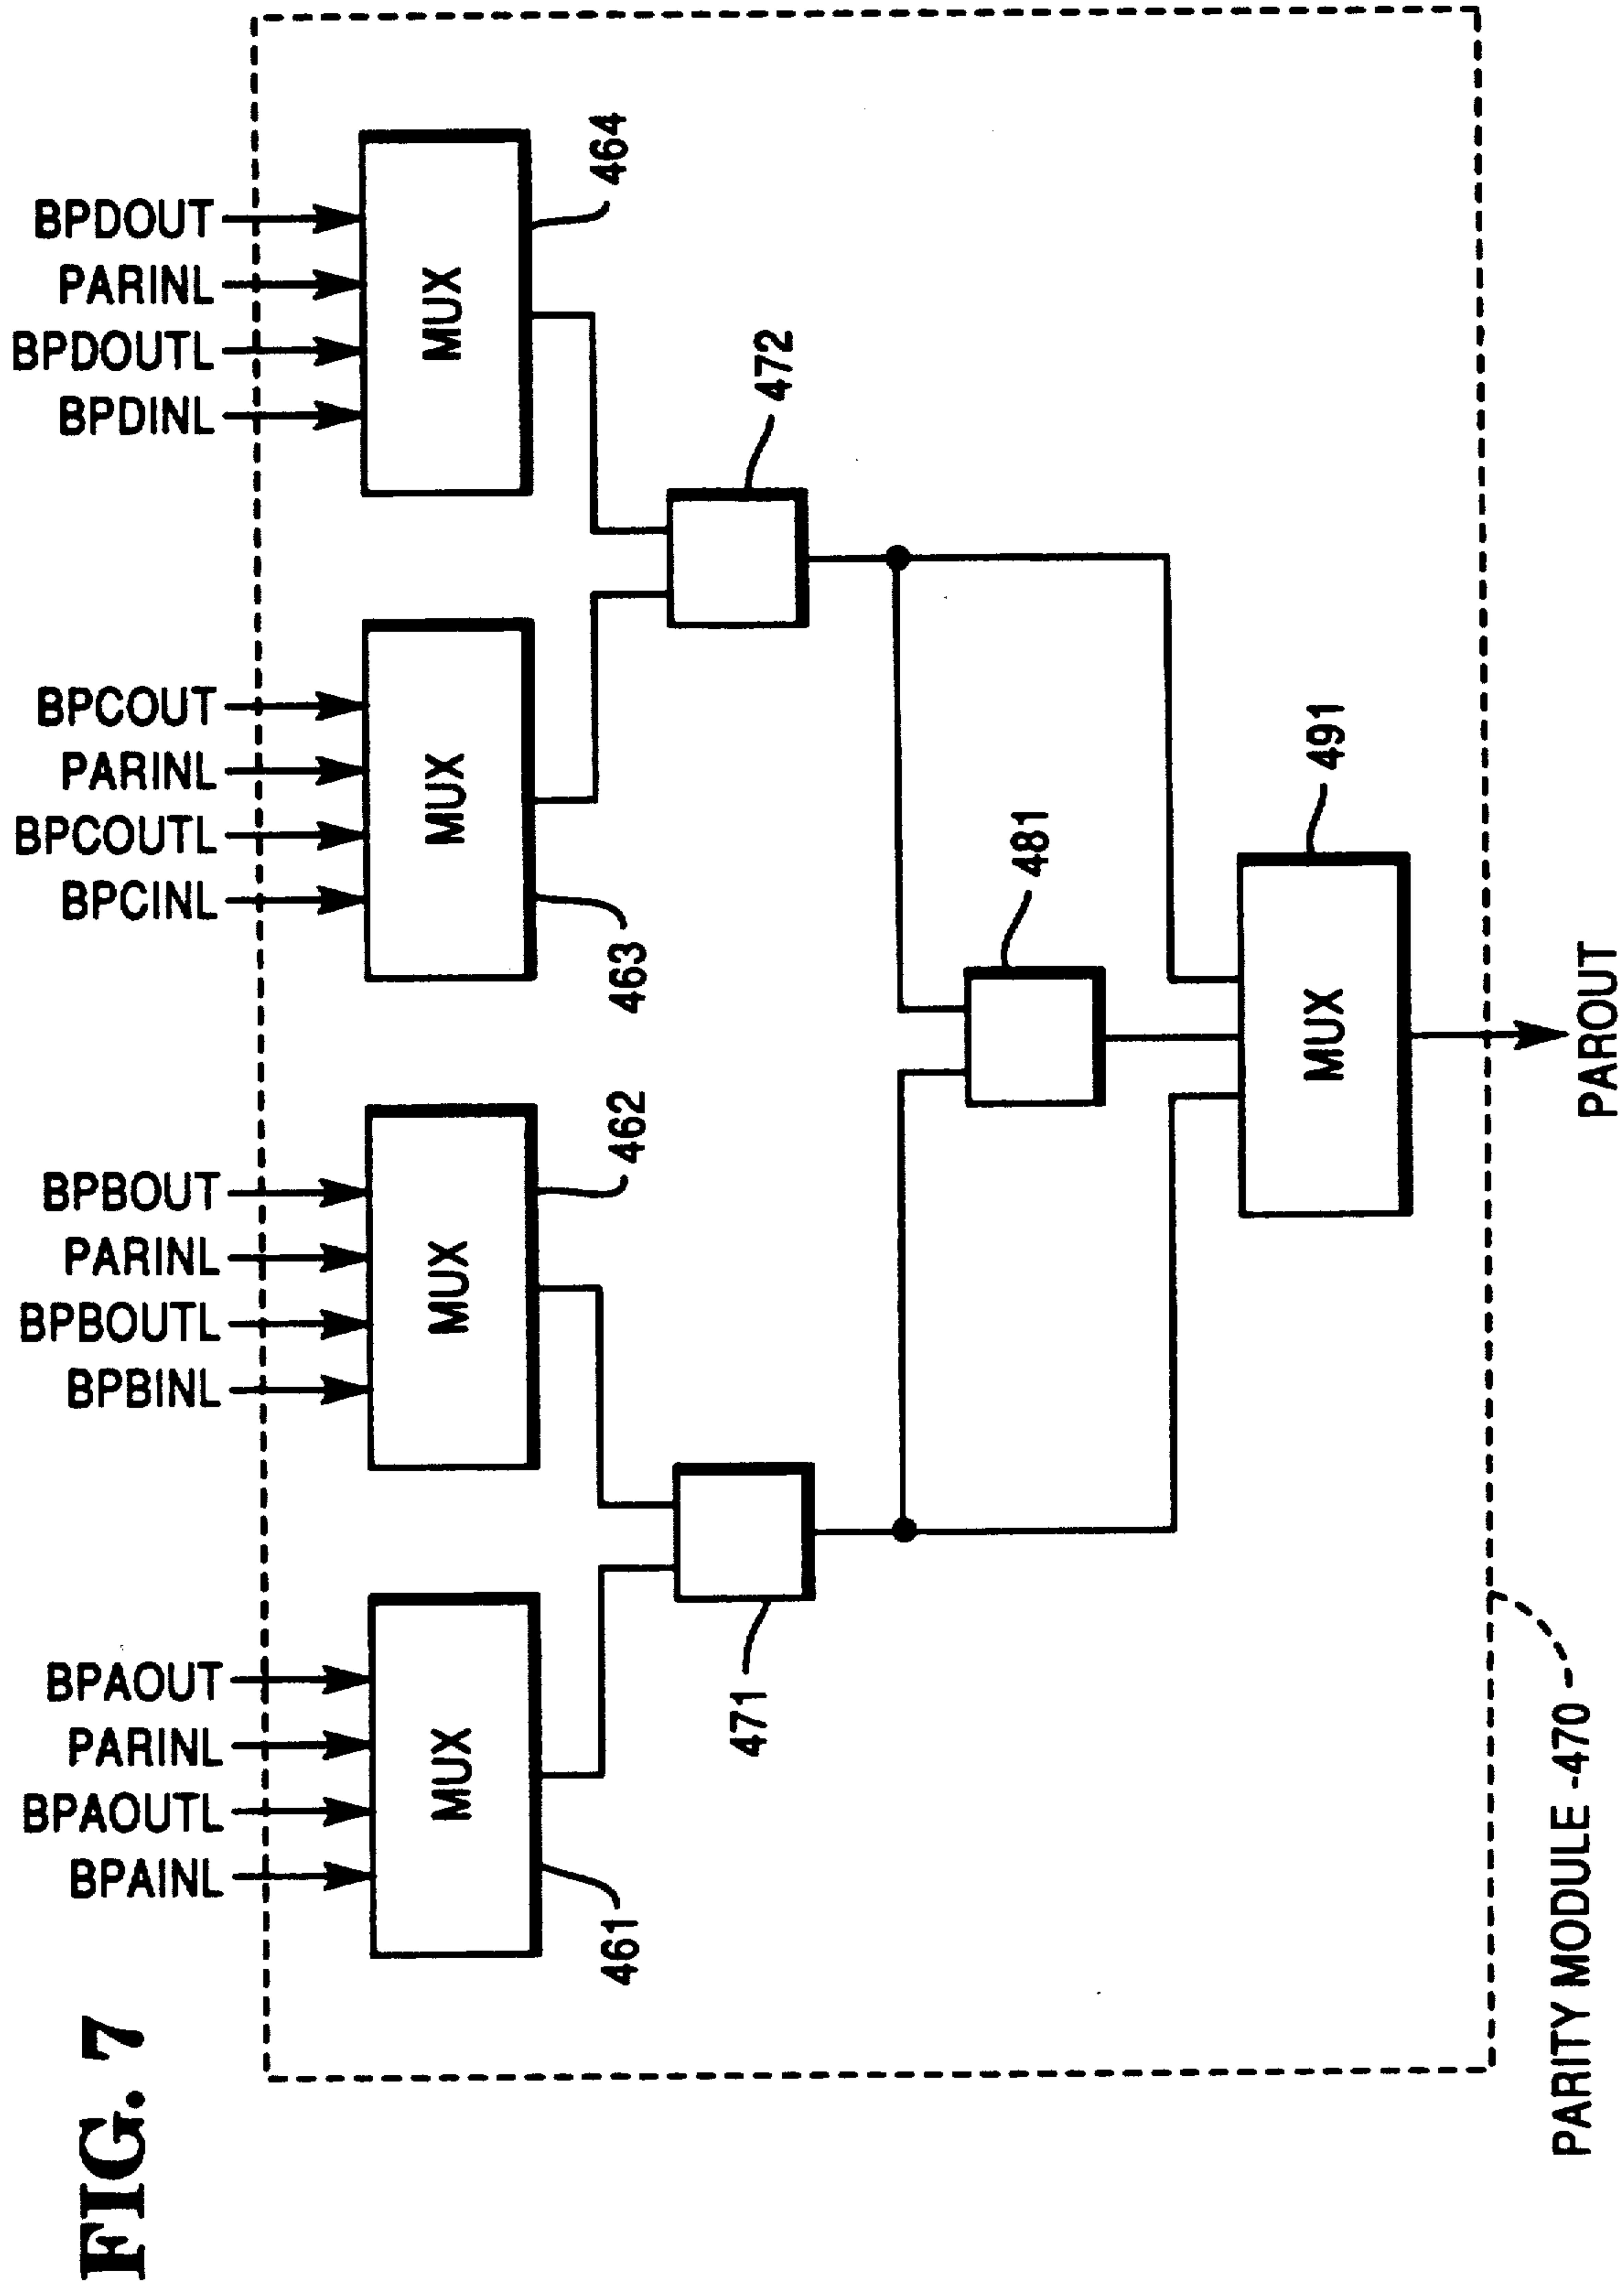 FIG. 7
BPAINL
BPAOUTL
PARINL
BPAOUT
BPBINL
BPBOUTL
PARINL
BPBOUT
BPCINL
BPCOUTL
PARINL
BPCOUT
BPDINL
BPDOUTL
PARINL
BPDOUT
MUX
MUX
MUX
MUX
461
462
463
464
471
472
481
MUX
491
PARITY MODULE -470
PAROUT